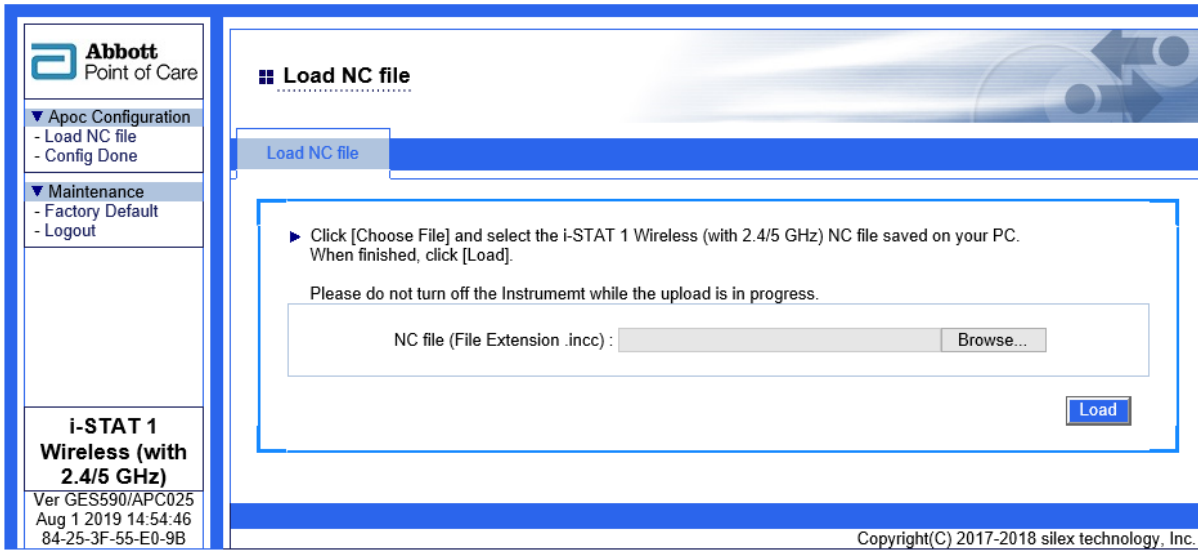 Abbott
Point of Care
▼ Apoc Configuration
- Load NC file
- Config Done
▼ Maintenance
- Factory Default
- Logout
i-STAT 1
Wireless (with
2.4/5 GHz)
Ver GES590/APC025
Aug 1 2019 14:54:46
84-25-3F-55-E0-9B
Load NC file
Load NC file
Click [Choose File] and select the i-STAT 1 Wireless (with 2.4/5 GHz) NC file saved on your PC.
When finished, click [Load].
Please do not turn off the Instrumemt while the upload is in progress.
NC file (File Extension .incc) : Browse...
Load
Copyright(C) 2017-2018 silex technology, Inc.